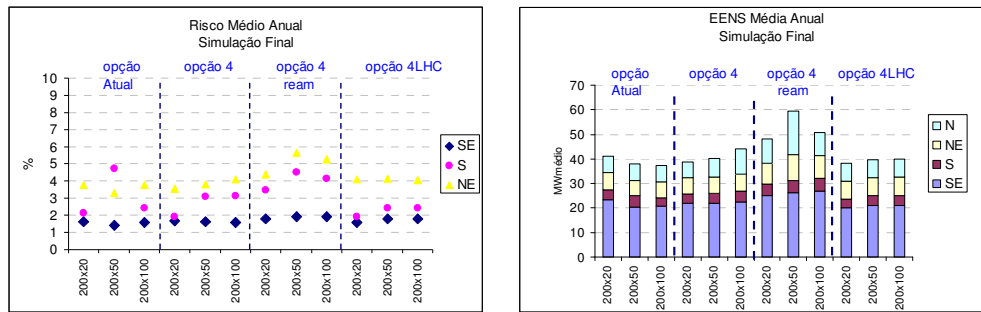 Risco Médio Anual
Simulação Final
opção
Atual
opção 4
opção 4
ream
opção 4LHC
10
9
8
7
6
5
4
3
2
1
0
%
200x20
200x50
200x100
200x20
200x50
200x100
200x20
200x50
200x100
200x20
200x50
200x100
SE
S
NE
EENS Média Anual
Simulação Final
opção
Atual
opção 4
opção 4
ream
opção 4LHC
70
60
50
40
30
20
10
0
MWmédio
200x20
200x50
200x100
200x20
200x50
200x100
200x20
200x50
200x100
200x20
200x50
200x100
N
NE
S
SE